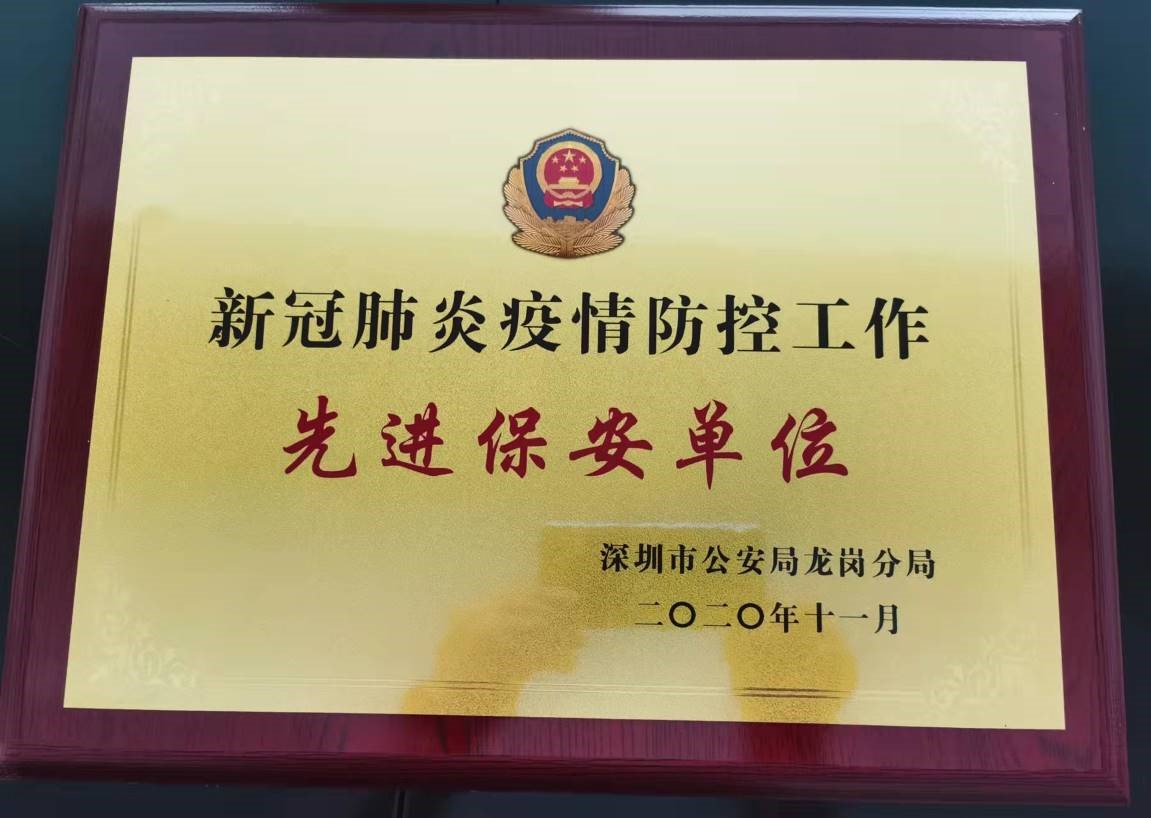 新冠肺炎疫情防控工作
先进保安单位
深圳市公安局龙岗分局
二〇二〇年十一月